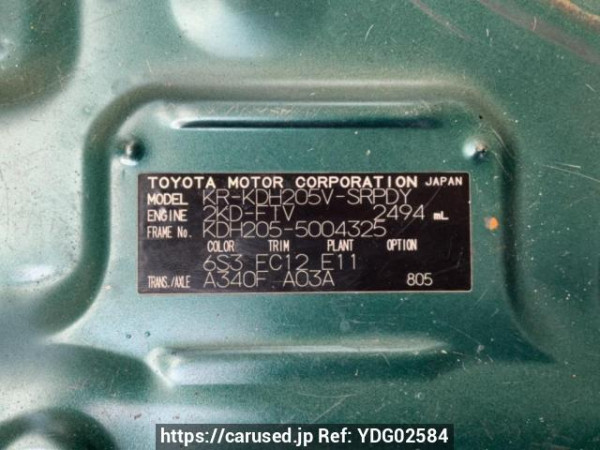 TOYOTA MOTOR CORPORATION JAPAN
MODEL KR-KDH205V-SRPDY
ENGINE 2KD-FTV 2494 mL
FRAME No. KDH205-5004325
COLOR TRIM PLANT OPTION
6S3 FC12 E11
TRANS./AXLE A340F A03A 805
https://carused.jp Ref: YDG02584